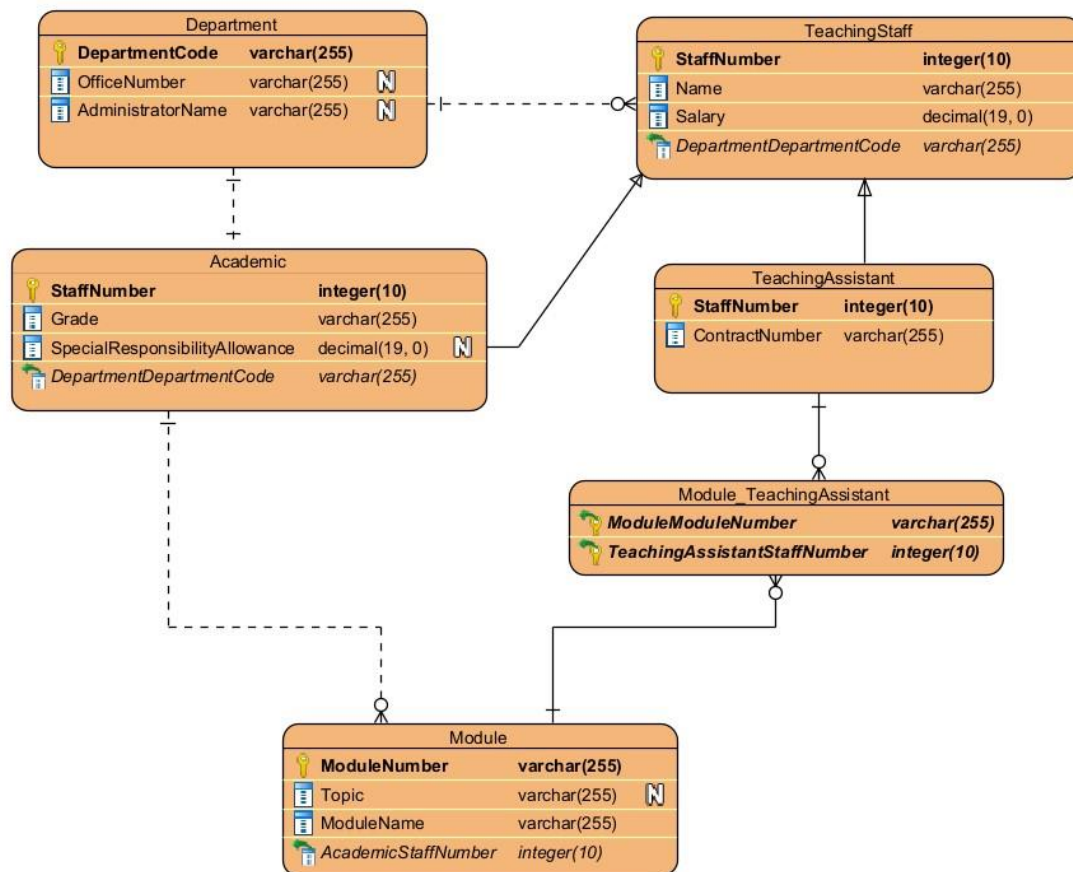 Department
DepartmentCode varchar(255)
OfficeNumber varchar(255) N
AdministratorName varchar(255) N
TeachingStaff
StaffNumber integer(10)
Name varchar(255)
Salary decimal(19, 0)
DepartmentDepartmentCode varchar(255)
Academic
StaffNumber integer(10)
Grade varchar(255)
SpecialResponsibilityAllowance decimal(19, 0) N
DepartmentDepartmentCode varchar(255)
TeachingAssistant
StaffNumber integer(10)
ContractNumber varchar(255)
Module_TeachingAssistant
ModuleModuleNumber varchar(255)
TeachingAssistantStaffNumber integer(10)
Module
ModuleNumber varchar(255)
Topic varchar(255) N
ModuleName varchar(255)
AcademicStaffNumber integer(10)